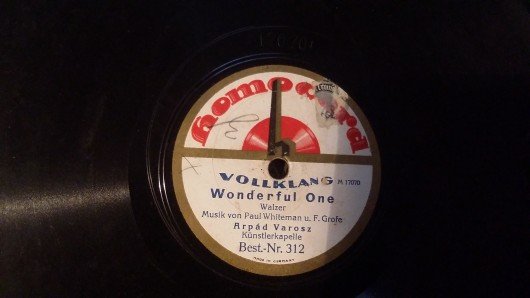 Homocord
VOLLKLANG M 17070
Wonderful One
Walzer
Musik von Paul Whiteman u. F. Grofe
Arpád Varosz
Künstlerkapelle
Best.-Nr. 312
MADE IN GERMANY